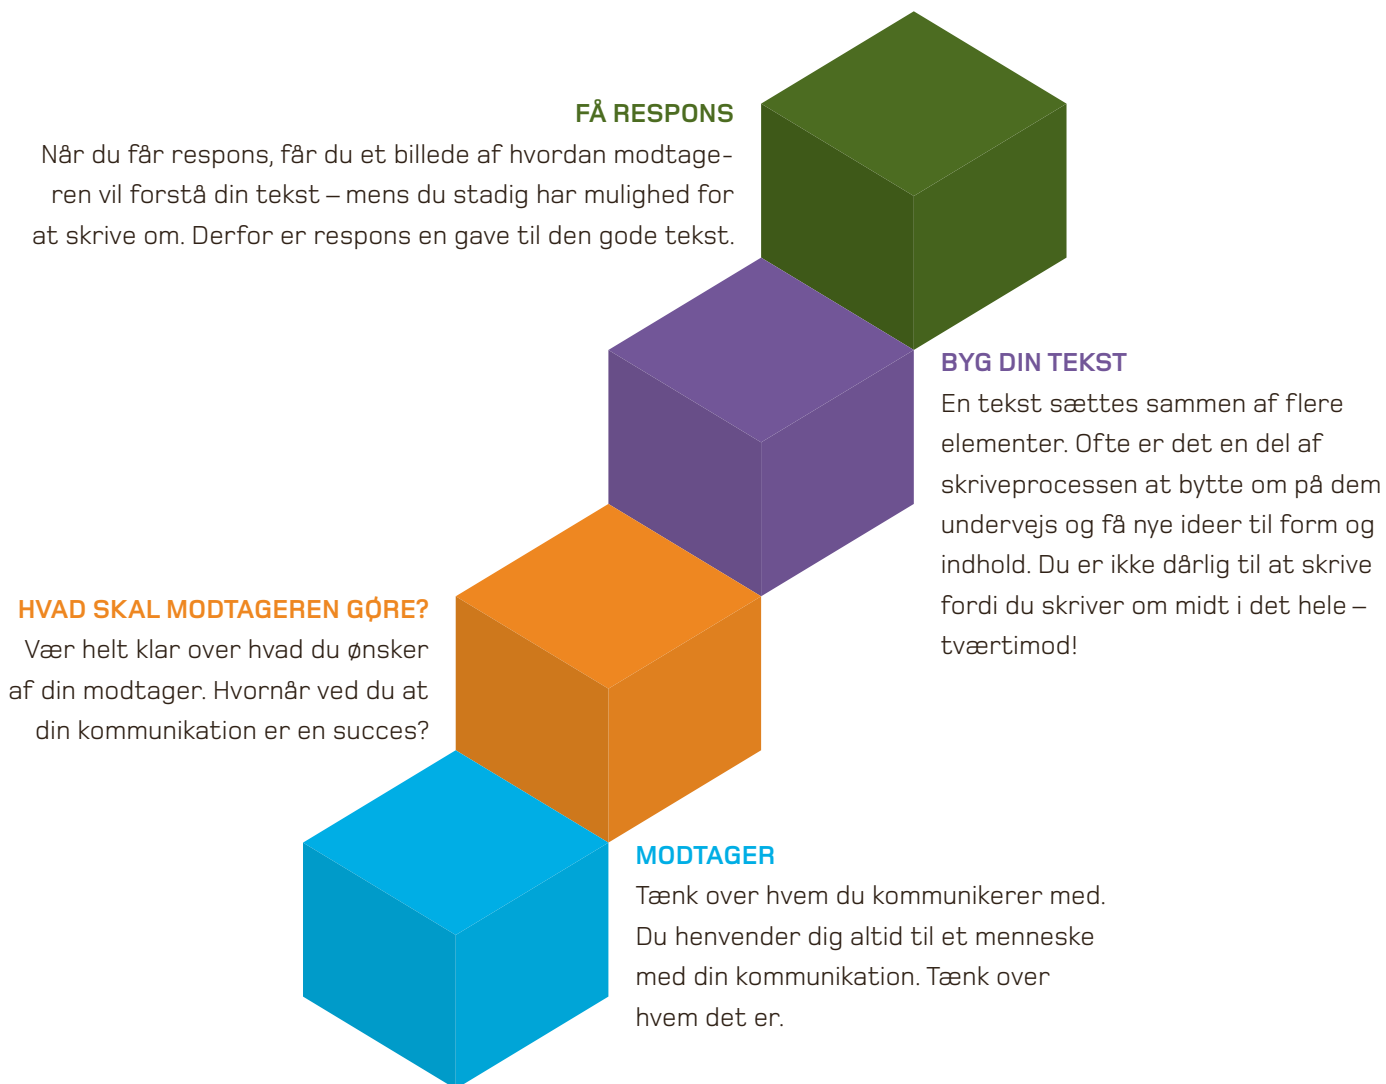 FÅ RESPONS
Når du får respons, får du et billede af hvordan modtage-
ren vil forstå din tekst – mens du stadig har mulighed for
at skrive om. Derfor er respons en gave til den gode tekst.
BYG DIN TEKST
En tekst sættes sammen af flere
elementer. Ofte er det en del af
skriveprocessen at bytte om på dem
undervejs og få nye ideer til form og
indhold. Du er ikke dårlig til at skrive
fordi du skriver om midt i det hele –
tværtimod!
HVAD SKAL MODTAGEREN GØRE?
Vær helt klar over hvad du ønsker
af din modtager. Hvornår ved du at
din kommunikation er en succes?
MODTAGER
Tænk over hvem du kommunikerer med.
Du henvender dig altid til et menneske
med din kommunikation. Tænk over
hvem det er.